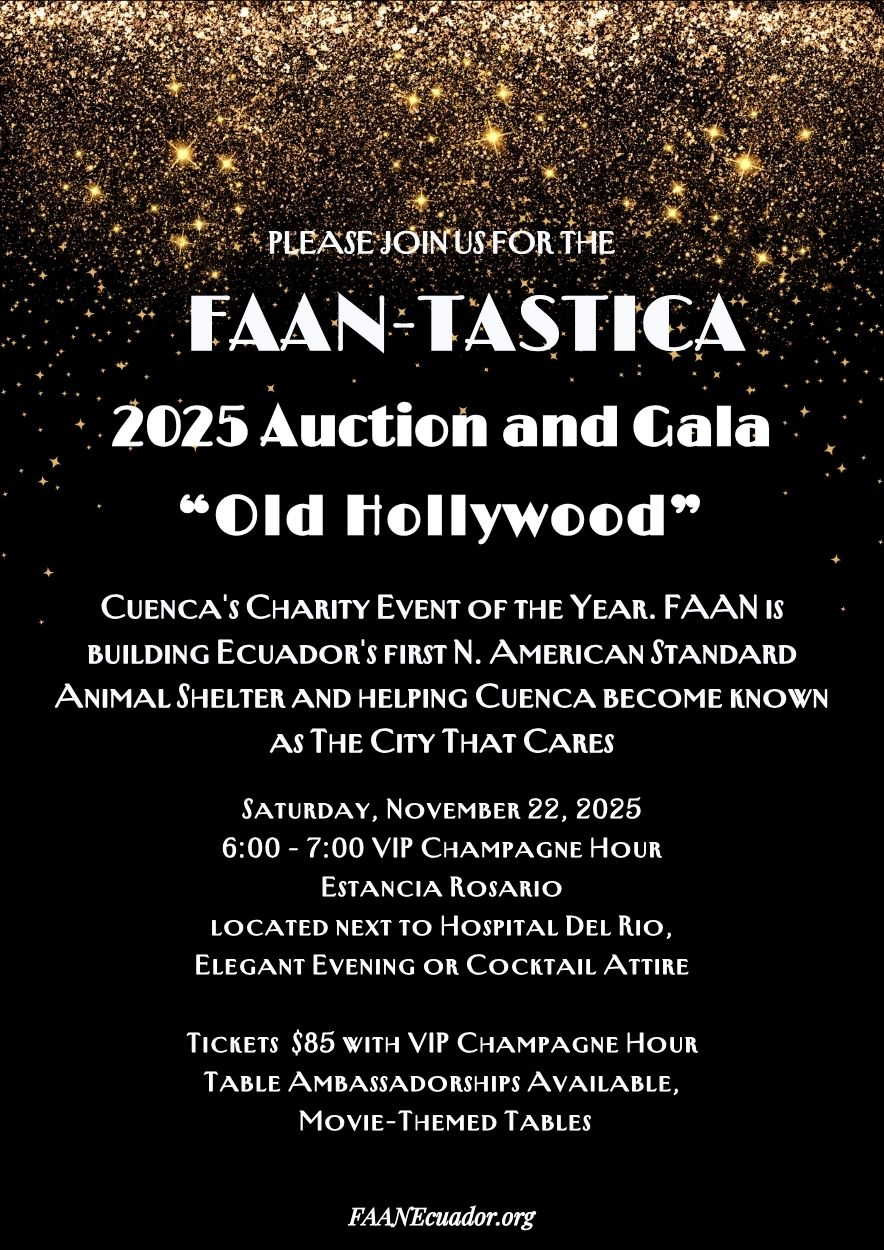 PLEASE JOIN US FOR THE
FAAN-TASTICA
2025 Auction and Gala
“Old Hollywood”
Cuenca's Charity Event of the Year. FAAN is
building Ecuador's first N. American Standard
Animal Shelter and helping Cuenca become known
as The City That Cares
Saturday, November 22, 2025
6:00 - 7:00 VIP Champagne Hour
Estancia Rosario
located next to Hospital Del Rio,
Elegant Evening or Cocktail Attire
Tickets $85 with VIP Champagne Hour
Table Ambassadorships Available,
Movie-Themed Tables
FAANEcuador.org